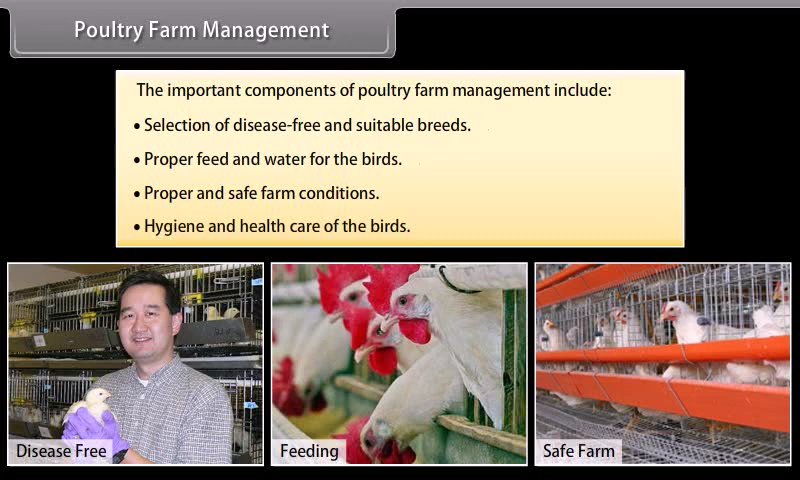 Poultry Farm Management
The important components of poultry farm management include:
• Selection of disease-free and suitable breeds.
• Proper feed and water for the birds.
• Proper and safe farm conditions.
• Hygiene and health care of the birds.
Disease Free
Feeding
Safe Farm